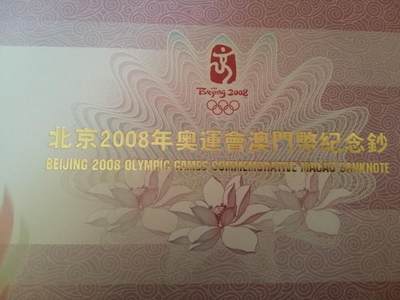 Beijing 2008
北京2008年奧運會澳門幣紀念鈔
BEIJING 2008 OLYMPIC GAMES COMMEMORATIVE MACAU BANKNOTE